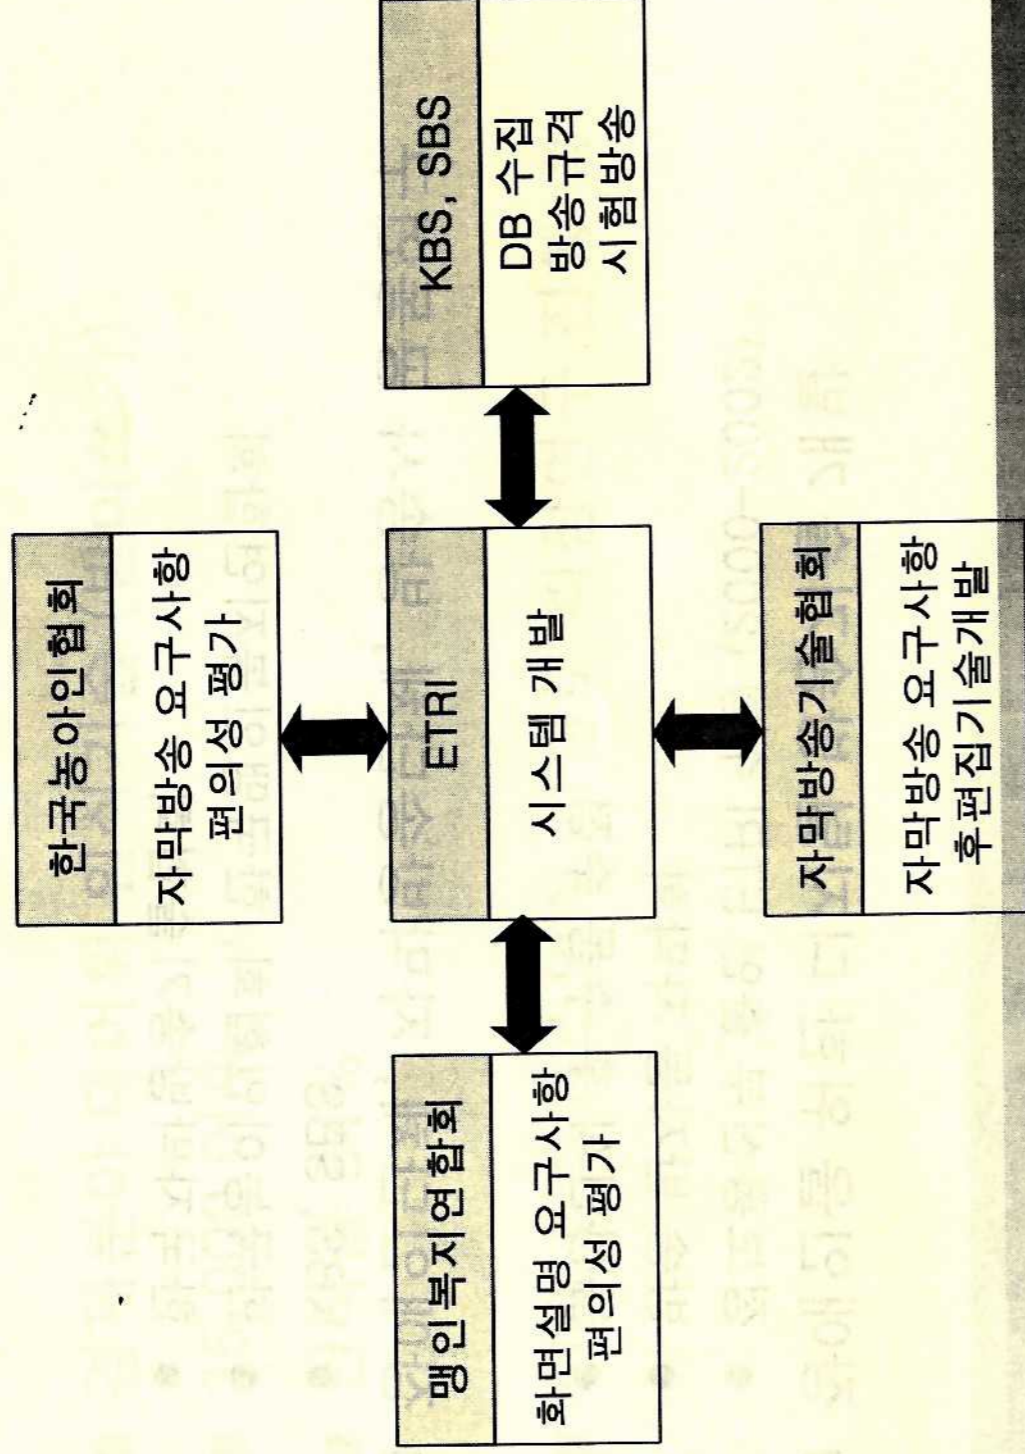 한국농아인협회
자막방송 요구사항
편의성 평가
맹인복지연합회
화면설명 요구사항
편의성 평가
ETRI
시스템 개발
KBS, SBS
DB 수집
방송규격
시험방송
자막방송기술협회
자막방송 요구사항
후편집기술개발